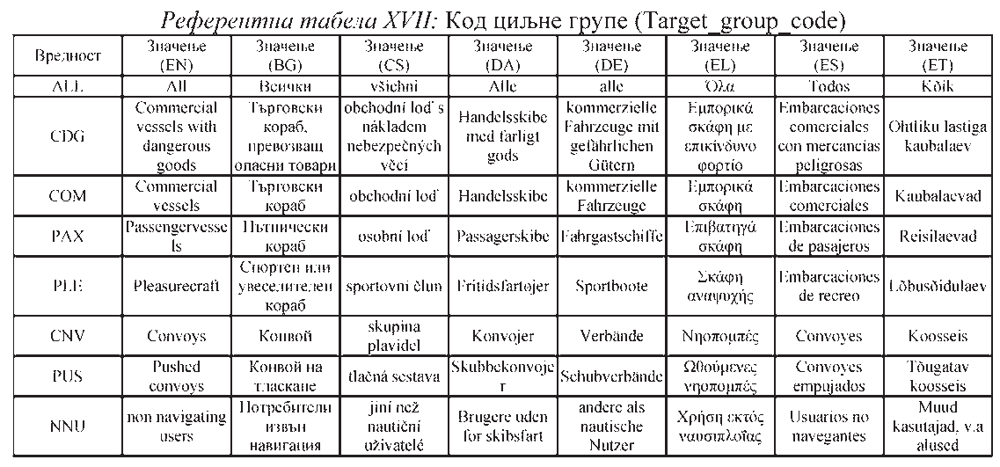 Референтна табела XVII: Код циљне групе (Target_group_code)
Вредност Значење (EN) Значење (BG) Значење (CS) Значење (DA) Значење (DE) Значење (EL) Значење (ES) Значење (ET)
ALL All Всички všichni Alle alle Όλα Todos Kõik
CDG Commercial vessels with dangerous goods Търговски кораб, превозващ опасни товари obchodní loď s nákladem nebezpečných věcí Handelsskibe med farligt gods kommerzielle Fahrzeuge mit gefährlichen Gütern Εμπορικά σκάφη με επικίνδυνο φορτίο Embarcaciones comerciales con mercancias peligrosas Ohtliku lastiga kaubalaev
COM Commercial vessels Търговски кораб obchodní loď Handelsskibe kommerzielle Fahrzeuge Εμπορικά σκάφη Embarcaciones comerciales Kaubalaevad
PAX Passengervessels Пътнически кораб osobní loď Passagerskibe Fahrgastschiffe Επιβατηγά σκάφη Embarcaciones de pasajeros Reisilaevad
PLE Pleasurecraft Спортен или увеселителен кораб sportovní člun Fritidsfartøjer Sportboote Σκάφη αναψυχής Embarcaciones de recreo Lõbusõidulaev
CNV Convoys Конвой skupina plavidel Konvojer Verbände Νηοπομπές Convoyes Koosseis
PUS Pushed convoys Конвой на тласкане tlačná sestava Skubbekonvojer Schubverbände Ωθούμενες νηοπομπές Convoyes empujados Tõugatav koosseis
NNU non navigating users Потребители извън навигация jiní než nautiční uživatelé Brugere uden for skibsfart andere als nautische Nutzer Χρήση εκτός ναυσιπλοΐας Usuarios no navegantes Muud kasutajad, v.a alused